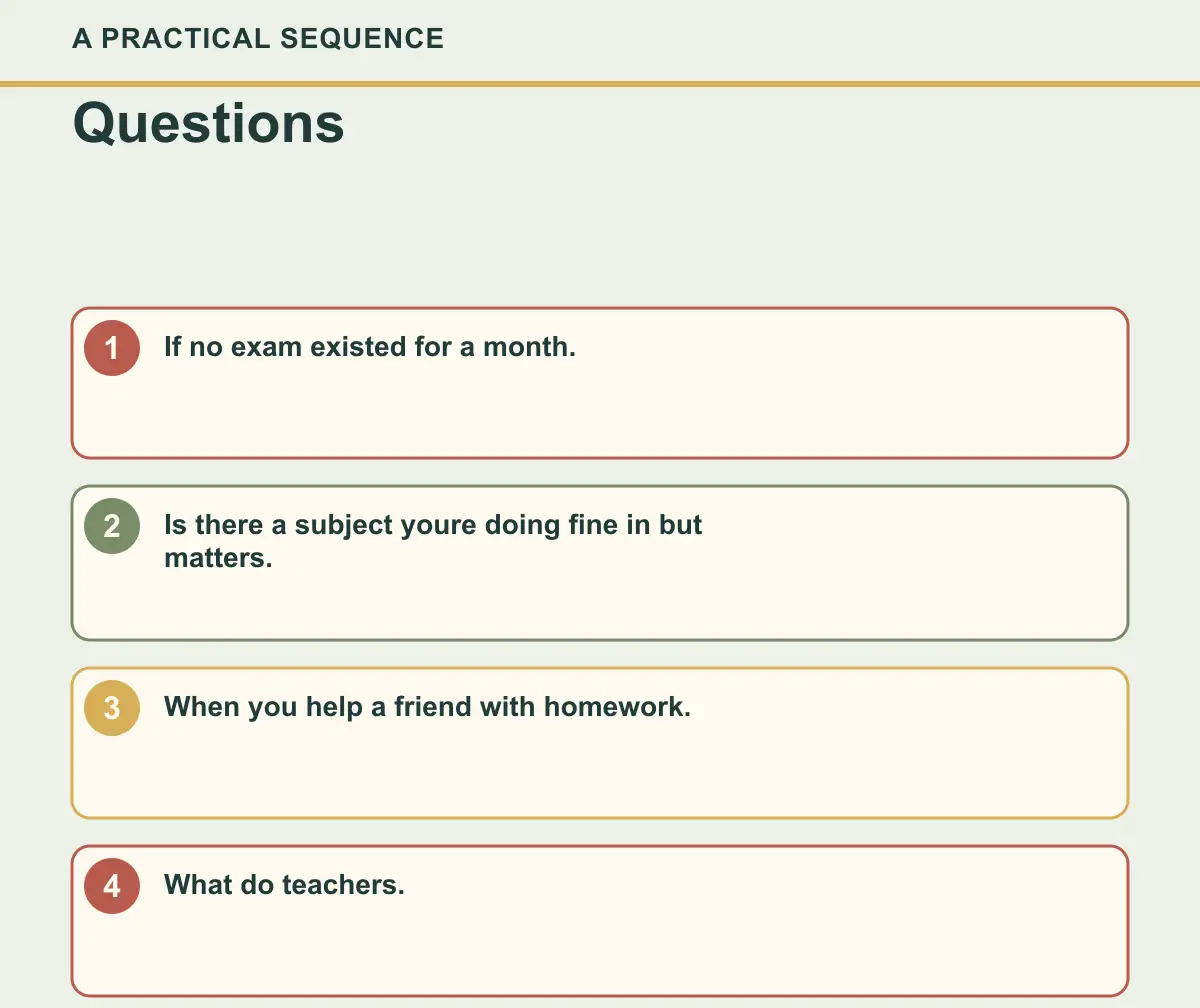 A PRACTICAL SEQUENCE
Questions
1
If no exam existed for a month.
2
Is there a subject youre doing fine in but
matters.
3
When you help a friend with homework.
4
What do teachers.